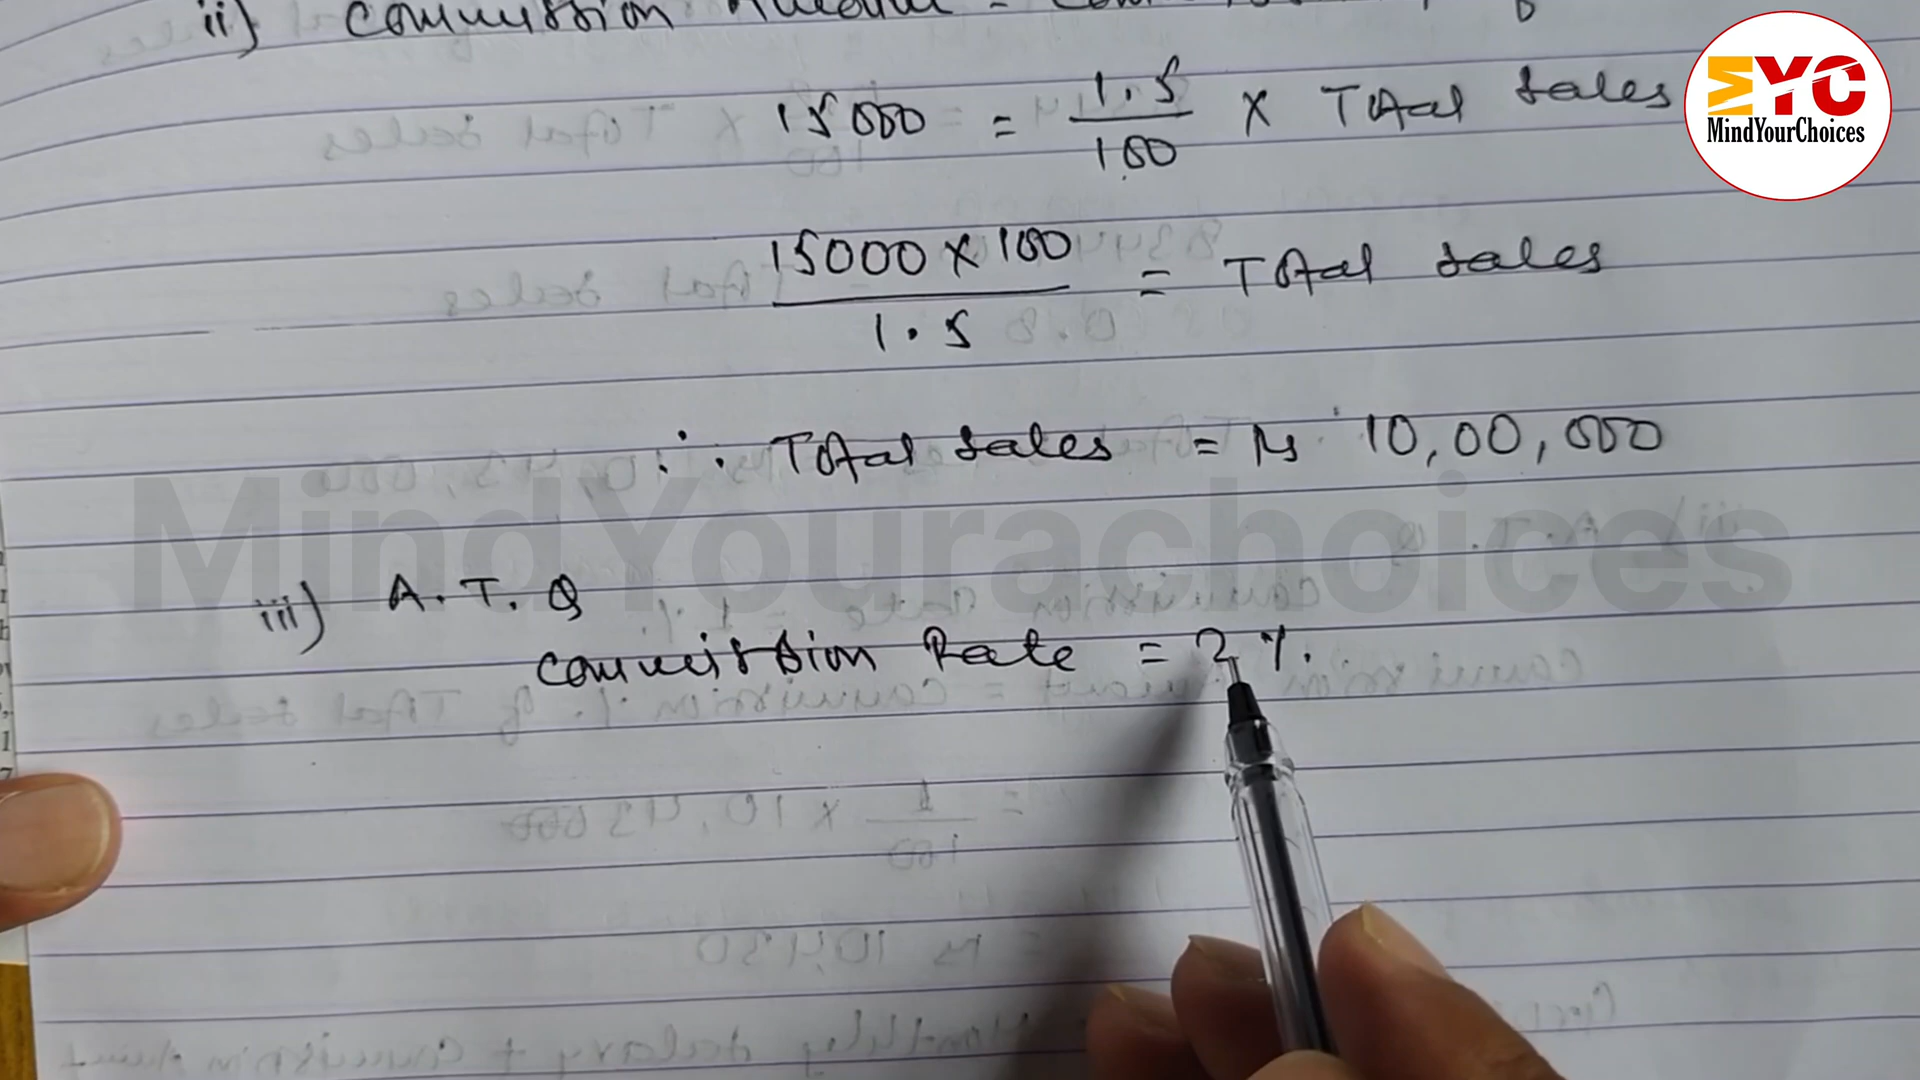 ii) Commission
15000 = 1.5/100 × Total Sales
15000 × 100/1.5 = Total Sales
∴ Total Sales = Rs 10,00,000
iii) A.T.Q
Commission Rate = 2%.
MYC
MindYourChoices
MindYourachoices